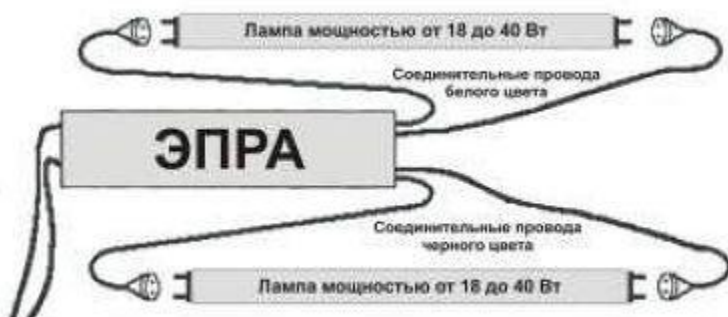 Лампа мощностью от 18 до 40 Вт
Соединительные провода
белого цвета
ЭПРА
Соединительные провода
черного цвета
Лампа мощностью от 18 до 40 Вт